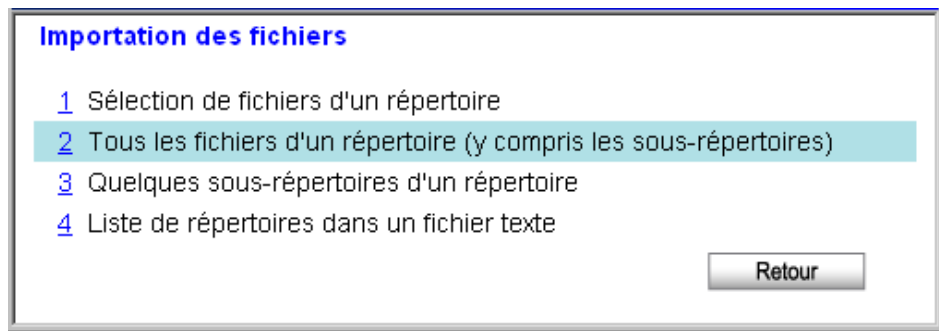 Importation des fichiers
1 Sélection de fichiers d'un répertoire
2 Tous les fichiers d'un répertoire (y compris les sous-répertoires)
3 Quelques sous-répertoires d'un répertoire
4 Liste de répertoires dans un fichier texte
Retour